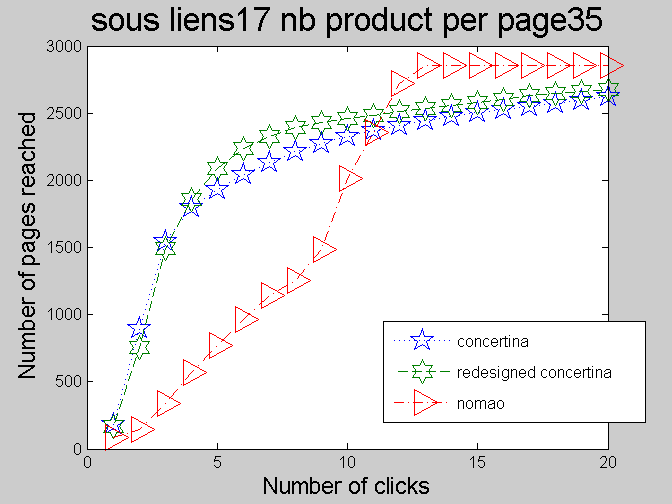 sous liens17 nb product per page35
3000
2500
2000
1500
1000
500
0
Number of pages reached
concertina
redesigned concertina
nomao
0 5 10 15 20
Number of clicks